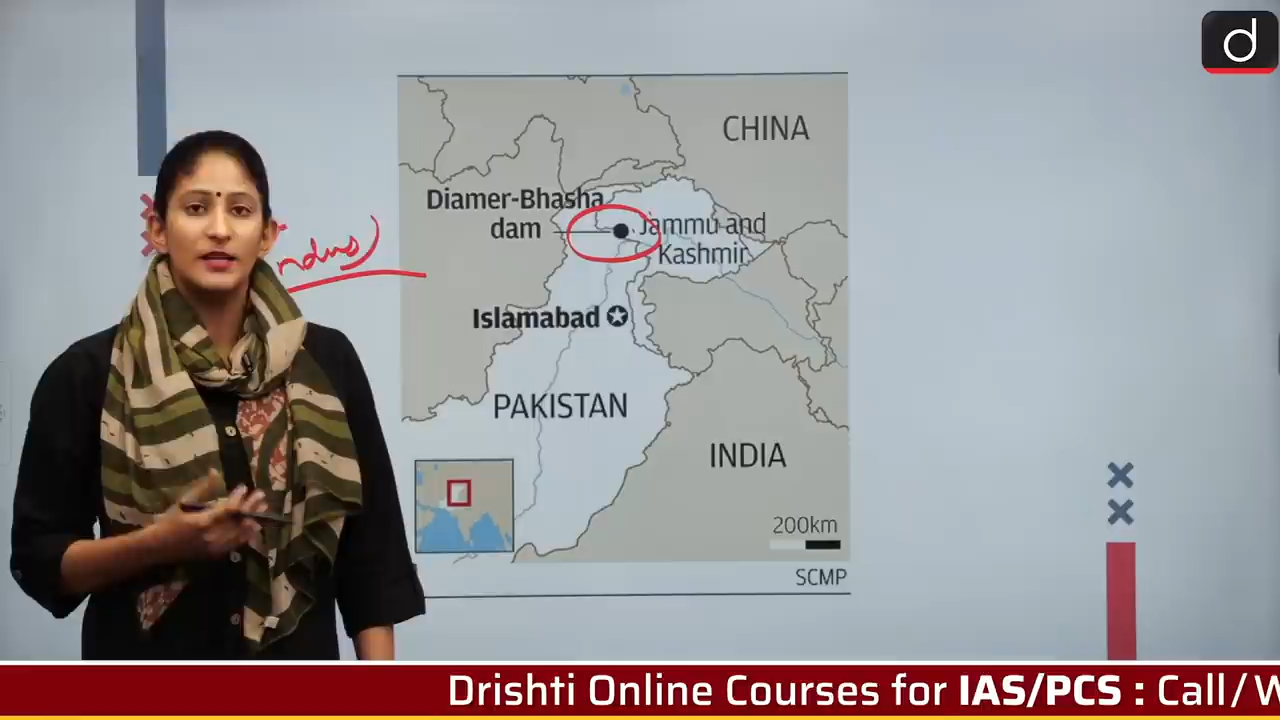 d
CHINA
Diamer-Bhasha
dam
Jammu and
Kashmir
ndus)
Islamabad
PAKISTAN
INDIA
200km
SCMP
Drishti Online Courses for IAS/PCS : Call/W